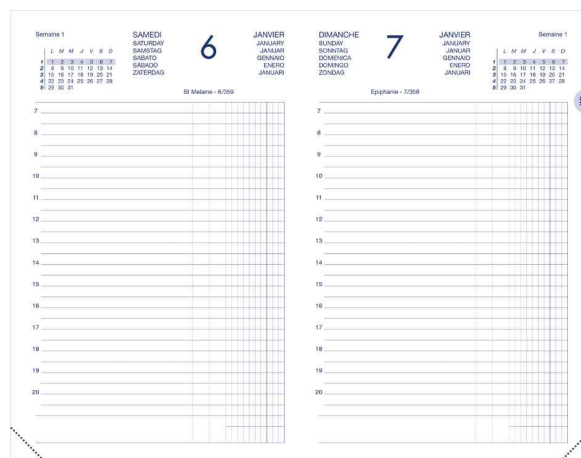 Semaine 1
L M M J V S D
1 1 2 3 4 5 6 7
2 8 9 10 11 12 13 14
3 15 16 17 18 19 20 21
4 22 23 24 25 26 27 28
5 29 30 31
SAMEDI
SATURDAY
SAMSTAG
SABATO
SÁBADO
ZATERDAG
6
JANVIER
JANUARY
JANUAR
GENNAIO
ENERO
JANUARI
St Melaine - 6/359
7
8
9
10
11
12
13
14
15
16
17
18
19
20
DIMANCHE
SUNDAY
SONNTAG
DOMENICA
DOMINGO
ZONDAG
7
JANVIER
JANUARY
JANUAR
GENNAIO
ENERO
JANUARI
Semaine 1
L M M J V S D
1 1 2 3 4 5 6 7
2 8 9 10 11 12 13 14
3 15 16 17 18 19 20 21
4 22 23 24 25 26 27 28
5 29 30 31
Epiphanie - 7/358
7
8
9
10
11
12
13
14
15
16
17
18
19
20